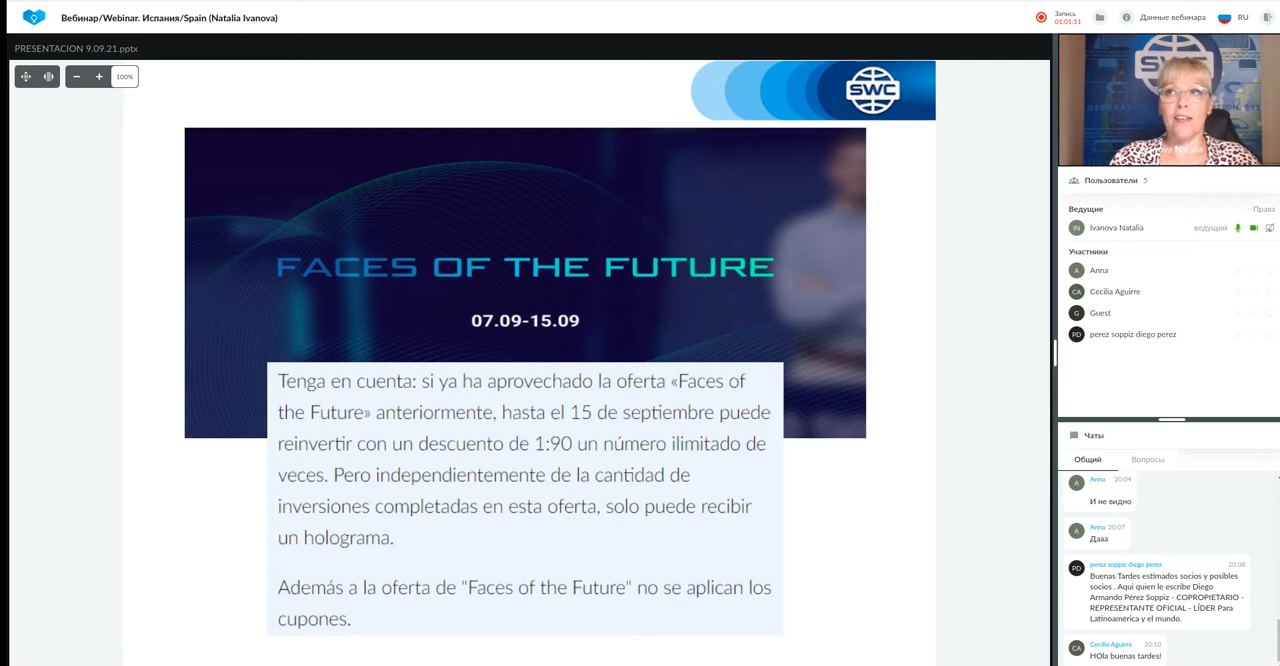 Вебинар/Webinar. Испания/Spain (Natalia Ivanova)
Запись
01:01:51
Данные вебинара
RU
PRESENTACION 9.09.21.pptx
100%
SWC
FACES OF THE FUTURE
07.09-15.09
Tenga en cuenta: si ya ha aprovechado la oferta «Faces of
the Future» anteriormente, hasta el 15 de septiembre puede
reinvertir con un descuento de 1:90 un número ilimitado de
veces. Pero independientemente de la cantidad de
inversiones completadas en esta oferta, solo puede recibir
un holograma.
Además a la oferta de "Faces of the Future" no se aplican los
cupones.
SWC
Ivanova Natalia
Пользователи 5
Ведущие Права
IN Ivanova Natalia ведущий
Участники
A Anna
CA Cecilia Aguirre
G Guest
PD perez soppiz diego perez
Чаты
Общий Вопросы
A Anna 20:04
И не видно
A Anna 20:07
Дааа
PD perez soppiz diego perez 20:08
Buenas Tardes estimados socios y posibles
socios . Aqui quien le escribe Diego
Armando Pérez Soppiz - COPROPIETARIO -
REPRESENTANTE OFICIAL - LÍDER Para
Latinoamérica y el mundo.
CA Cecilia Aguirre 20:10
HOla buenas tardes!